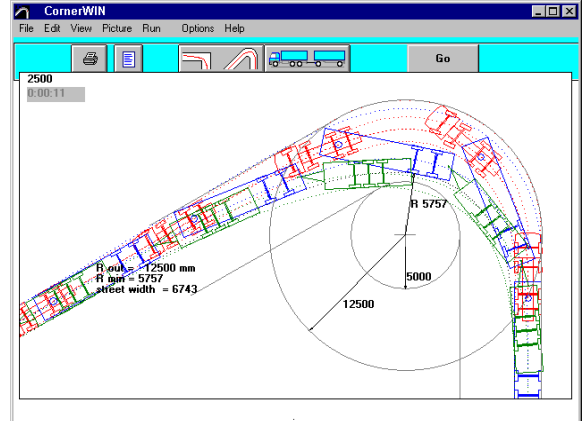 CornerWIN
File Edit View Picture Run Options Help
Go
2500
0:00:11
R 5757
R out = 12500 mm
R min = 5757
street width = 6743
5000
12500